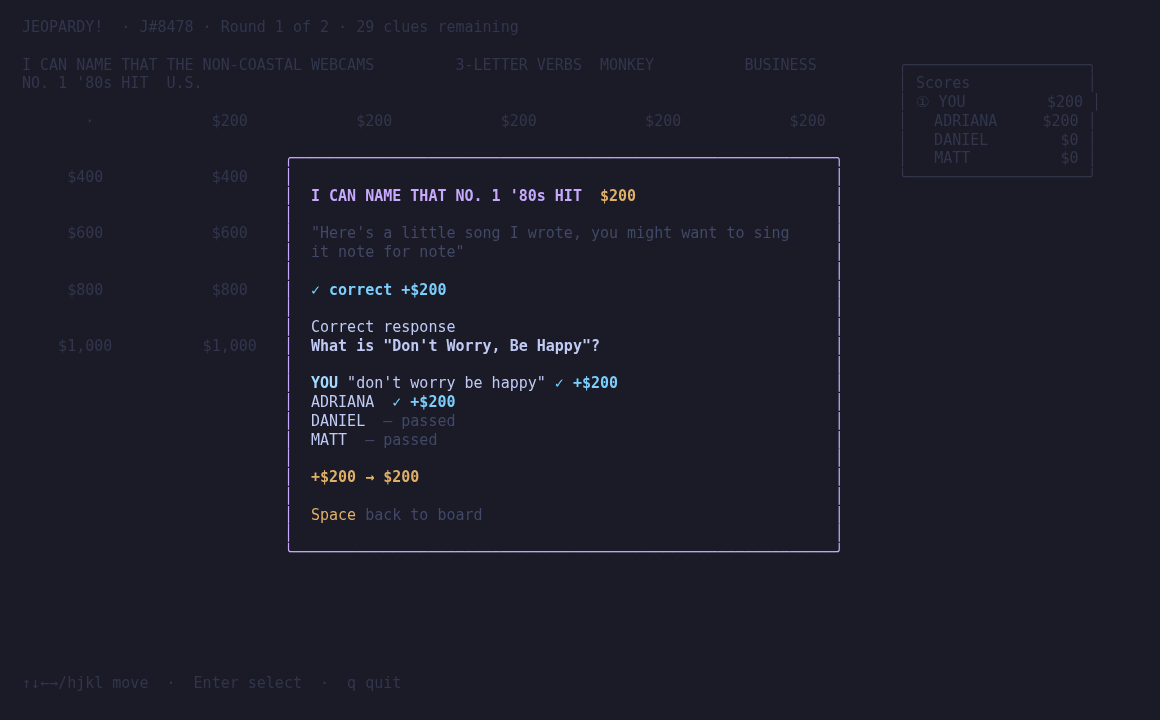 JEOPARDY!  · J#8478 · Round 1 of 2 · 29 clues remaining
I CAN NAME THAT THE NON-COASTAL WEBCAMS 3-LETTER VERBS MONKEY BUSINESS
NO. 1 '80s HIT U.S.
Scores
① YOU $200
· $200 $200 $200 $200 $200
ADRIANA $200
DANIEL $0
MATT $0
$400 $400
I CAN NAME THAT NO. 1 '80s HIT $200
$600 $600
"Here's a little song I wrote, you might want to sing
it note for note"
$800 $800
✓ correct +$200
Correct response
$1,000 $1,000
What is "Don't Worry, Be Happy"?
YOU "don't worry be happy" ✓ +$200
ADRIANA ✓ +$200
DANIEL — passed
MATT — passed
+$200 → $200
Space back to board
↑↓←→/hjkl move · Enter select · q quit